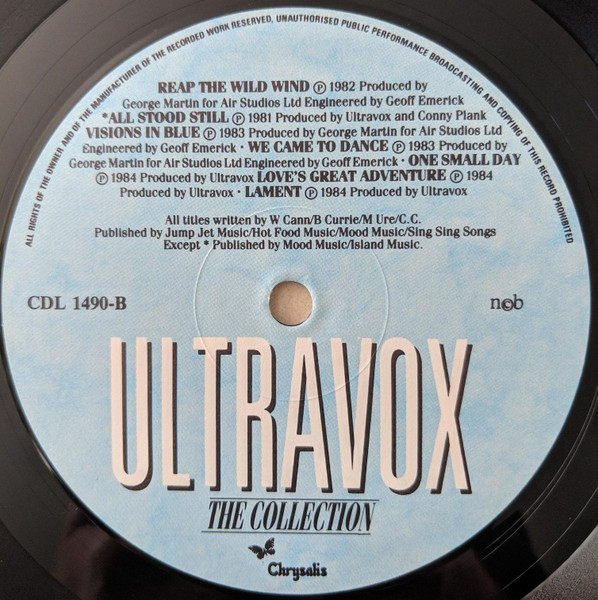 ALL RIGHTS OF THE OWNER AND OF THE MANUFACTURER OF THE RECORDED WORK RESERVED, UNAUTHORISED PUBLIC PERFORMANCE BROADCASTING AND COPYING OF THIS RECORD PROHIBITED
REAP THE WILD WIND Ⓟ 1982 Produced by
George Martin for Air Studios Ltd Engineered by Geoff Emerick
*ALL STOOD STILL Ⓟ 1981 Produced by Ultravox and Conny Plank
VISIONS IN BLUE Ⓟ 1983 Produced by George Martin for Air Studios Ltd
Engineered by Geoff Emerick · WE CAME TO DANCE Ⓟ 1983 Produced by
George Martin for Air Studios Ltd Engineered by Geoff Emerick · ONE SMALL DAY
Ⓟ 1984 Produced by Ultravox LOVE'S GREAT ADVENTURE Ⓟ 1984
Produced by Ultravox · LAMENT Ⓟ 1984 Produced by Ultravox
All titles written by W Cann/B Currie/M Ure/C.C.
Published by Jump Jet Music/Hot Food Music/Mood Music/Sing Sing Songs
Except * Published by Mood Music/Island Music.
CDL 1490-B
n©b
ULTRAVOX
THE COLLECTION
Chrysalis